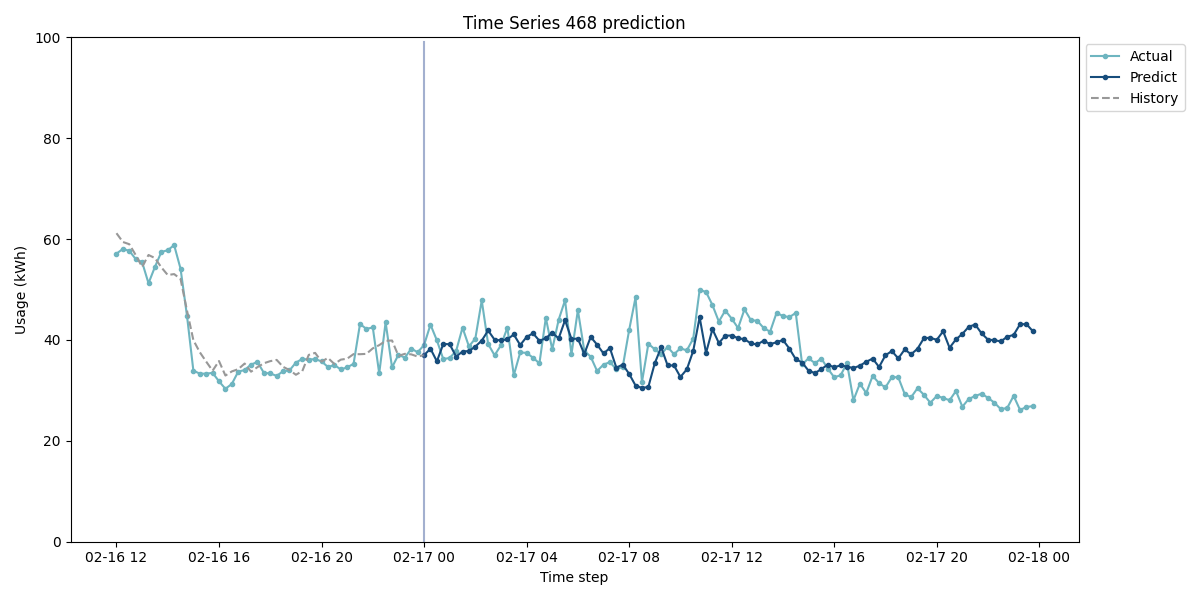 Time Series 468 prediction
100
80
60
40
20
0
Usage (kWh)
02-16 12 02-16 16 02-16 20 02-17 00 02-17 04 02-17 08 02-17 12 02-17 16 02-17 20 02-18 00
Time step
Actual
Predict
History